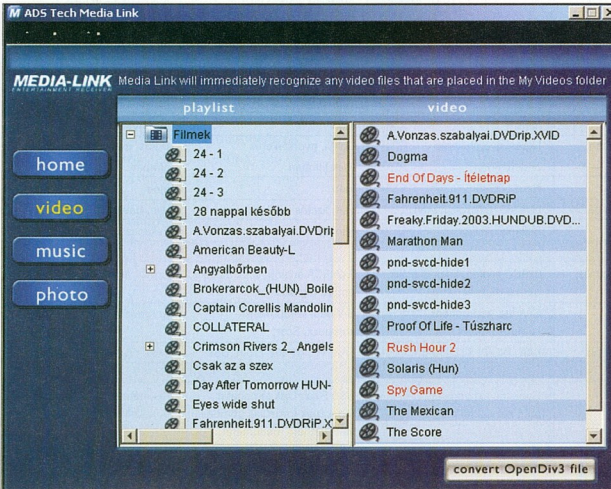 M ADS Tech Media Link
MEDIA-LINK
ENTERTAINMENT RECEIVER
Media Link will immediately recognize any video files that are placed in the My Videos folder
playlist
video
home
video
music
photo
Filmek
24 - 1
24 - 2
24 - 3
28 nappal később
A.Vonzas.szabalyai.DVDrip
American Beauty-L
Angyalbőrben
Brokerarcok_(HUN)_Boile
Captain Corellis Mandolin
COLLATERAL
Crimson Rivers 2_ Angels
Csak az a szex
Day After Tomorrow HUN-
Eyes wide shut
Fahrenheit.911.DVDRiP.X
A.Vonzas.szabalyai.DVDrip.XVID
Dogma
End Of Days - Ítéletnap
Fahrenheit.911.DVDRiP
Freaky.Friday.2003.HUNDUB.DVD...
Marathon Man
pnd-svcd-hide1
pnd-svcd-hide2
pnd-svcd-hide3
Proof Of Life - Túszharc
Rush Hour 2
Solaris (Hun)
Spy Game
The Mexican
The Score
convert OpenDiv3 file